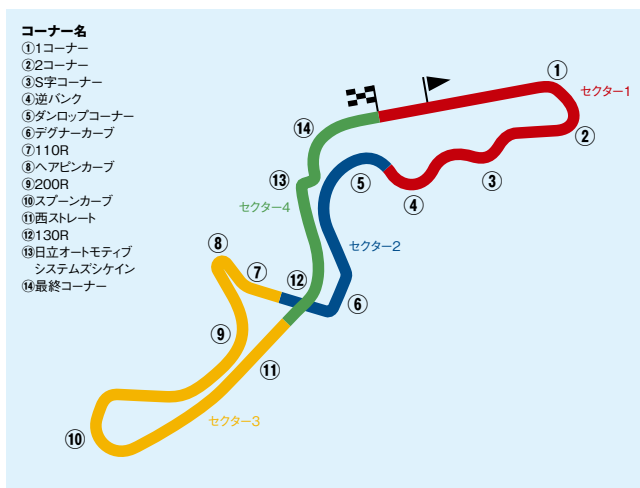 コーナー名
①1コーナー
②2コーナー
③S字コーナー
④逆バンク
⑤ダンロップコーナー
⑥デグナーカーブ
⑦110R
⑧ヘアピンカーブ
⑨200R
⑩スプーンカーブ
⑪西ストレート
⑫130R
⑬日立オートモティブ
システムズシケイン
⑭最終コーナー
①
セクター1
②
③
④
⑤
⑭
⑬
セクター4
セクター2
⑧
⑦
⑫
⑥
⑨
⑪
セクター3
⑩